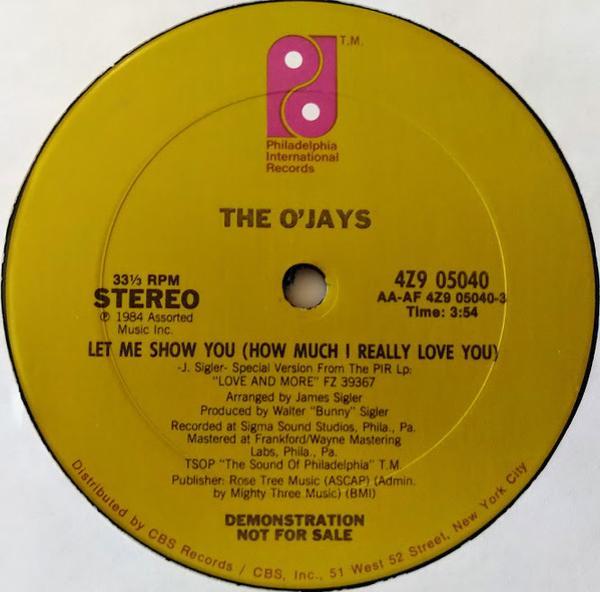 T.M.
Philadelphia
International
Records
THE O'JAYS
33⅓ RPM
STEREO
℗ 1984 Assorted
Music Inc.
4Z9 05040
AA-AF 4Z9 05040-3
Time: 3:54
LET ME SHOW YOU (HOW MUCH I REALLY LOVE YOU)
-J. Sigler- Special Version From The PIR Lp:
"LOVE AND MORE" FZ 39367
Arranged by James Sigler
Produced by Walter "Bunny" Sigler
Recorded at Sigma Sound Studios, Phila., Pa.
Mastered at Frankford/Wayne Mastering
Labs, Phila., Pa.
TSOP "The Sound Of Philadelphia" T.M.
Publisher: Rose Tree Music (ASCAP) (Admin.
by Mighty Three Music) (BMI)
DEMONSTRATION
NOT FOR SALE
Distributed by CBS Records / CBS, Inc., 51 West 52 Street, New York City